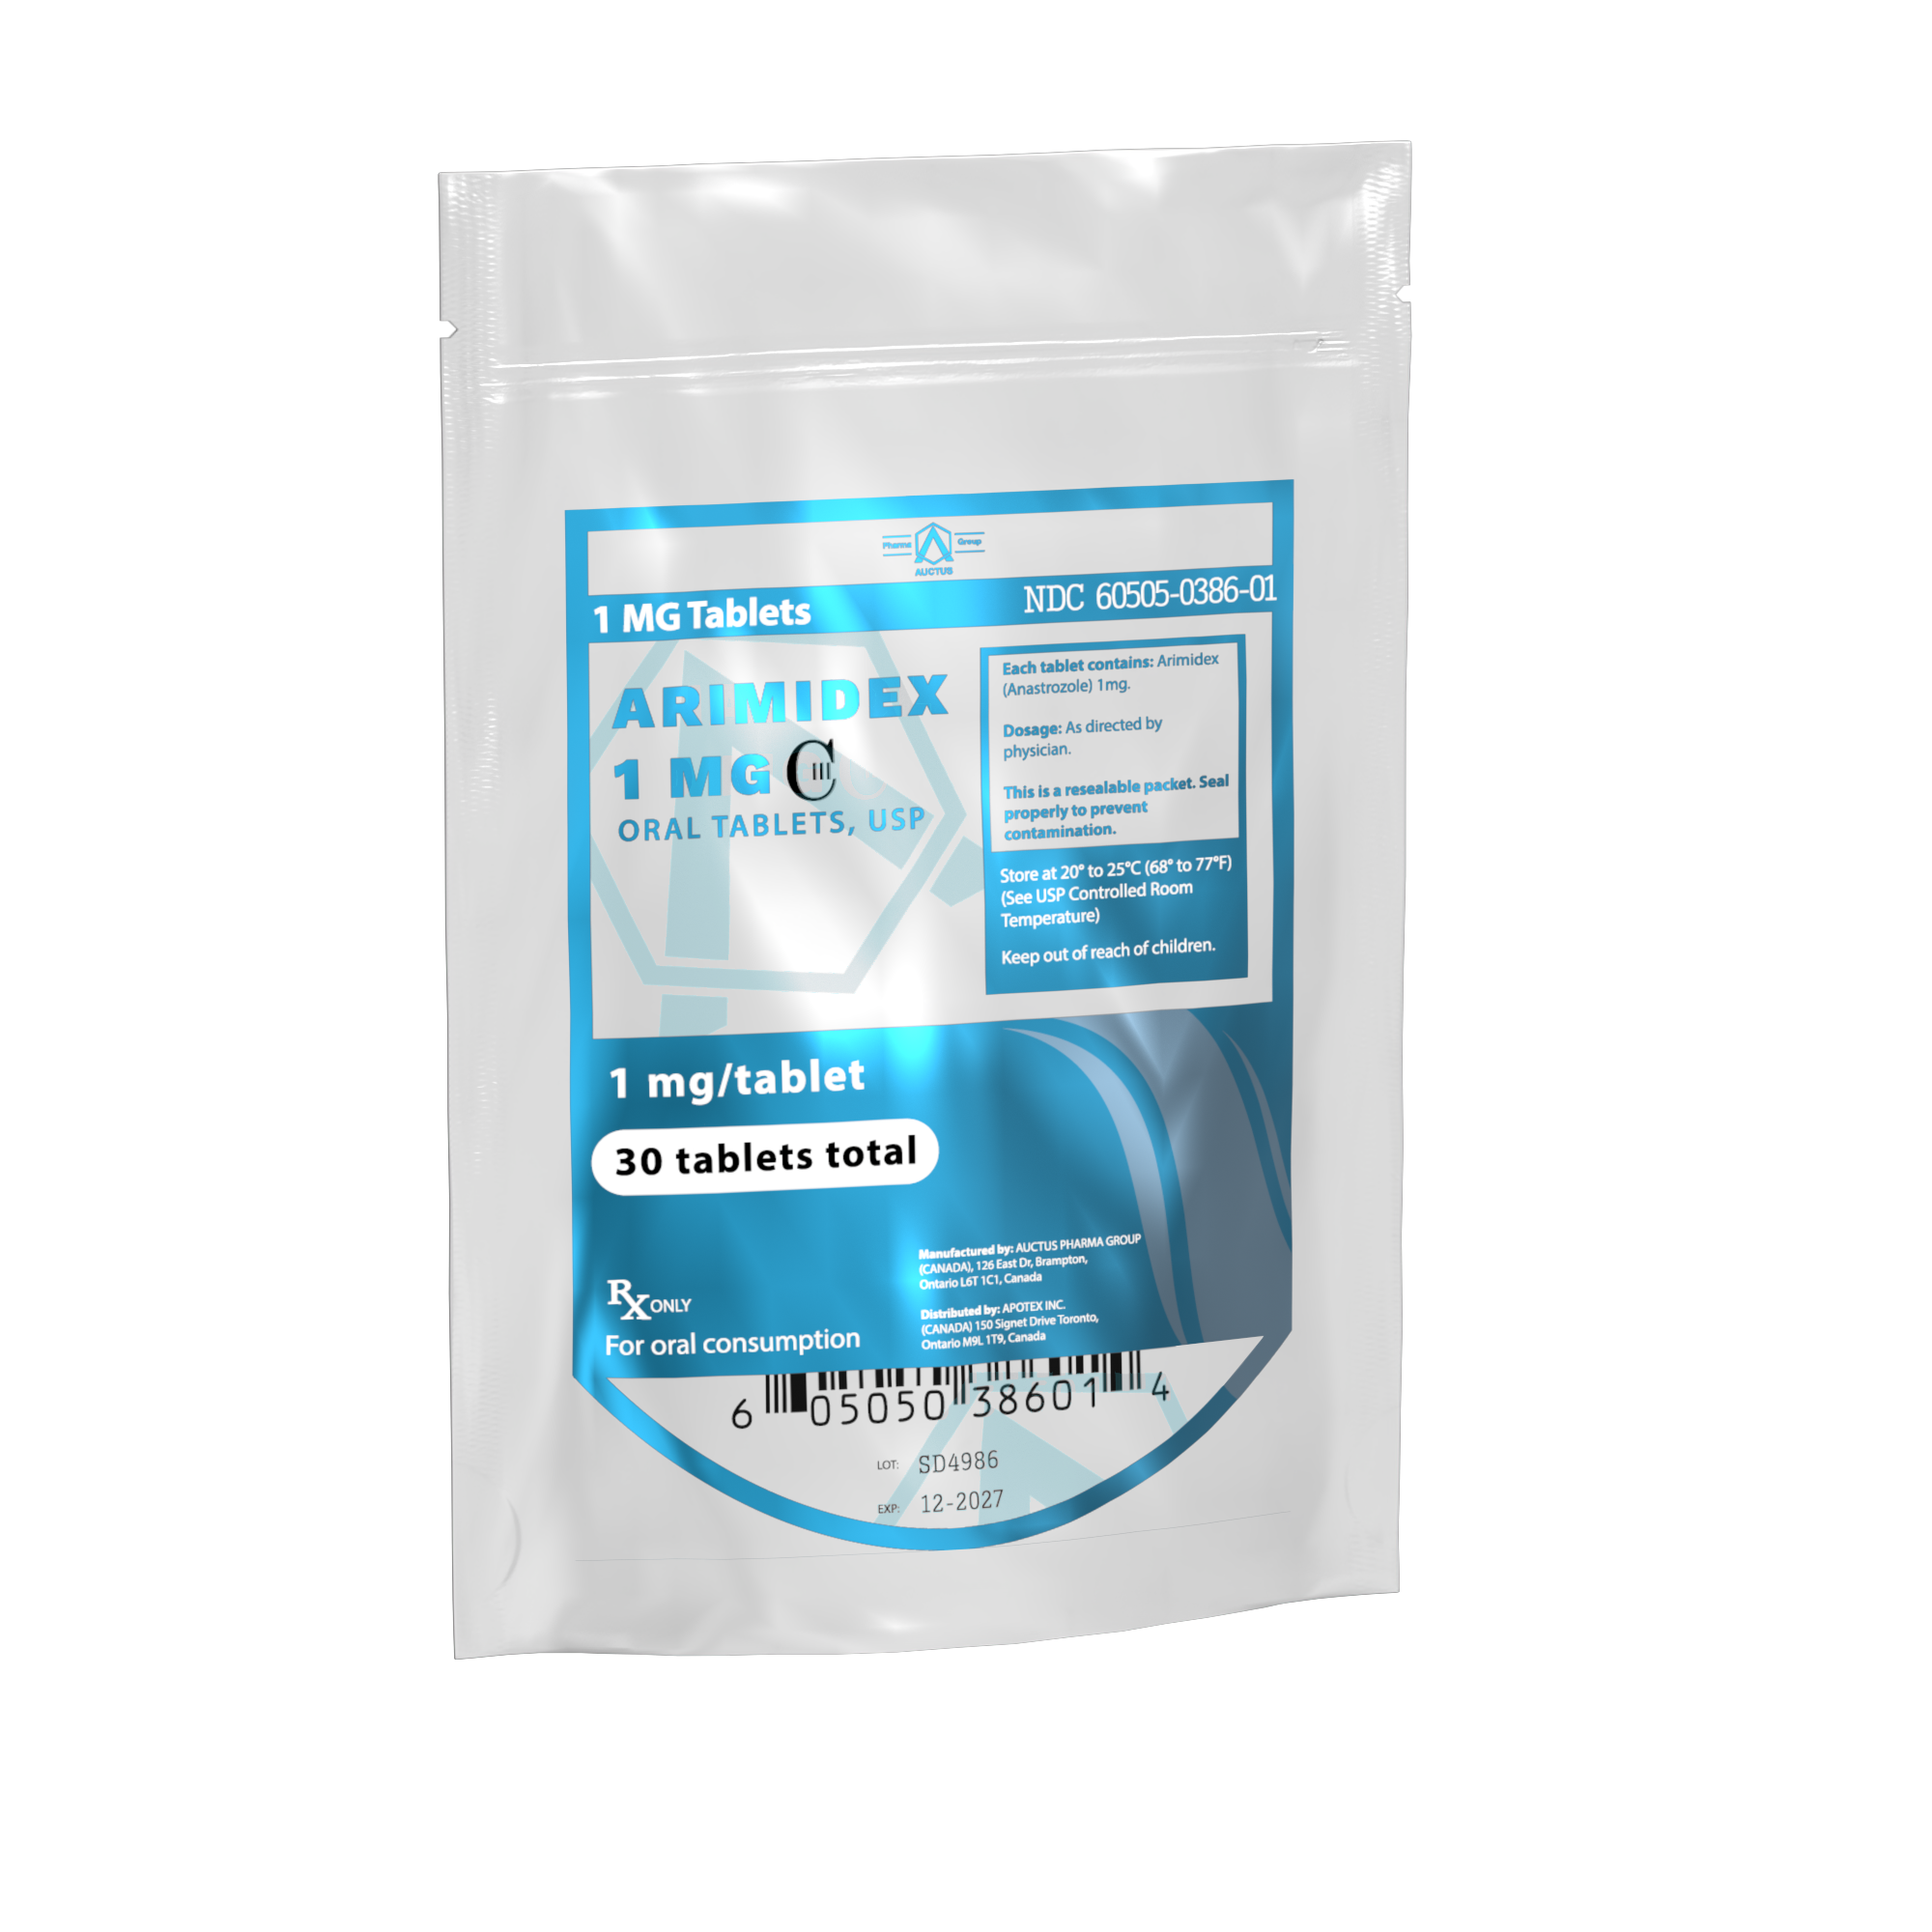 Pharma Group
AUCTUS
1 MG Tablets
NDC 60505-0386-01
ARIMIDEX
1 MG CIII
ORAL TABLETS, USP
Each tablet contains: Arimidex
(Anastrozole) 1mg.
Dosage: As directed by
physician.
This is a resealable packet. Seal
properly to prevent
contamination.
Store at 20° to 25°C (68° to 77°F)
(See USP Controlled Room
Temperature)
Keep out of reach of children.
1 mg/tablet
30 tablets total
Rx ONLY
For oral consumption
Manufactured by: AUCTUS PHARMA GROUP
(CANADA), 126 East Dr, Brampton,
Ontario L6T 1C1, Canada
Distributed by: APOTEX INC.
(CANADA) 150 Signet Drive Toronto,
Ontario M9L 1T9, Canada
6 05050 38601 4
LOT: SD4986
EXP: 12-2027